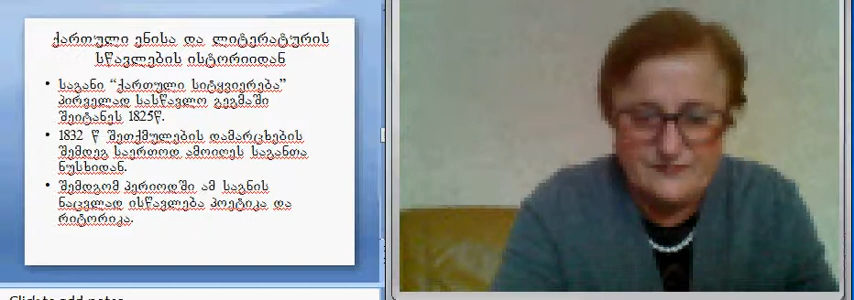 ქართული ენისა და ლიტერატურის
სწავლების ისტორიიდან
• საგანი “ქართული სიტყვიერება”
პირველად სასწავლო გეგმაში
შეიტანეს 1825წ.
• 1832 წ შეთქმულების დამარცხების
შემდეგ საერთოდ ამოიღეს საგანთა
ნუსხიდან.
• შემდგომ პერიოდში ამ საგნის
ნაცვლად ისწავლება პოეტიკა და
რიტორიკა.
Click to add notes